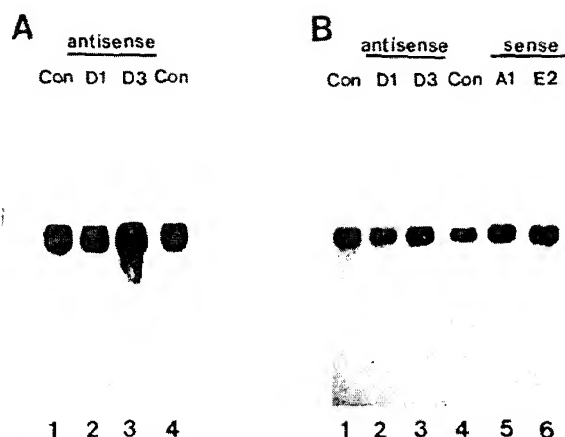 A
antisense
Con D1 D3 Con
1 2 3 4
B
antisense sense
Con D1 D3 Con A1 E2
1 2 3 4 5 6